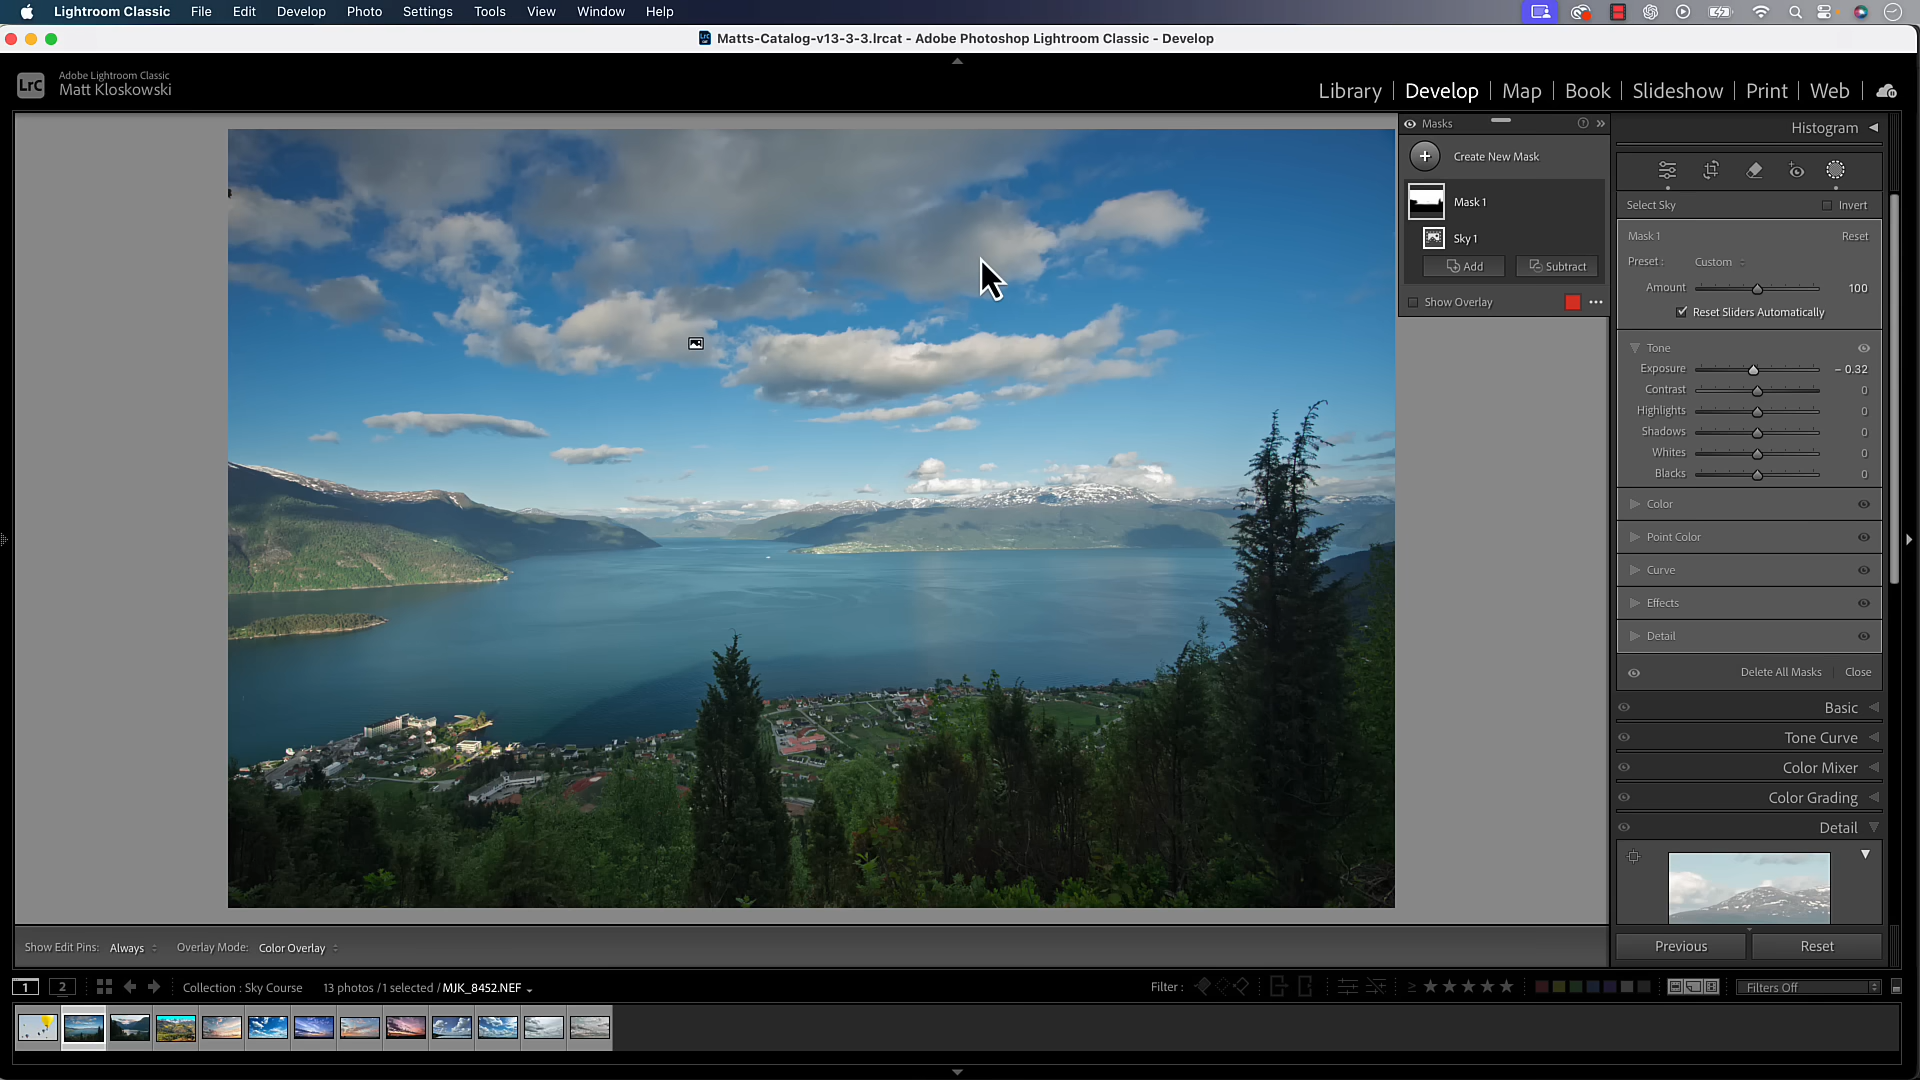 Lightroom Classic File Edit Develop Photo Settings Tools View Window Help
Matts-Catalog-v13-3-3.lrcat - Adobe Photoshop Lightroom Classic - Develop
LrC
Adobe Lightroom Classic
Matt Kloskowski
Library | Develop | Map | Book | Slideshow | Print | Web
Masks
Create New Mask
Mask 1
Sky 1
Add Subtract
Show Overlay
Histogram
Select Sky Invert
Mask 1 Reset
Preset : Custom
Amount 100
Reset Sliders Automatically
Tone
Exposure – 0.32
Contrast 0
Highlights 0
Shadows 0
Whites 0
Blacks 0
Color
Point Color
Curve
Effects
Detail
Delete All Masks Close
Basic
Tone Curve
Color Mixer
Color Grading
Detail
Previous Reset
Show Edit Pins: Always Overlay Mode: Color Overlay
1 2 Collection : Sky Course 13 photos / 1 selected / MJK_8452.NEF Filter : ≥ ★★★★★ Filters Off